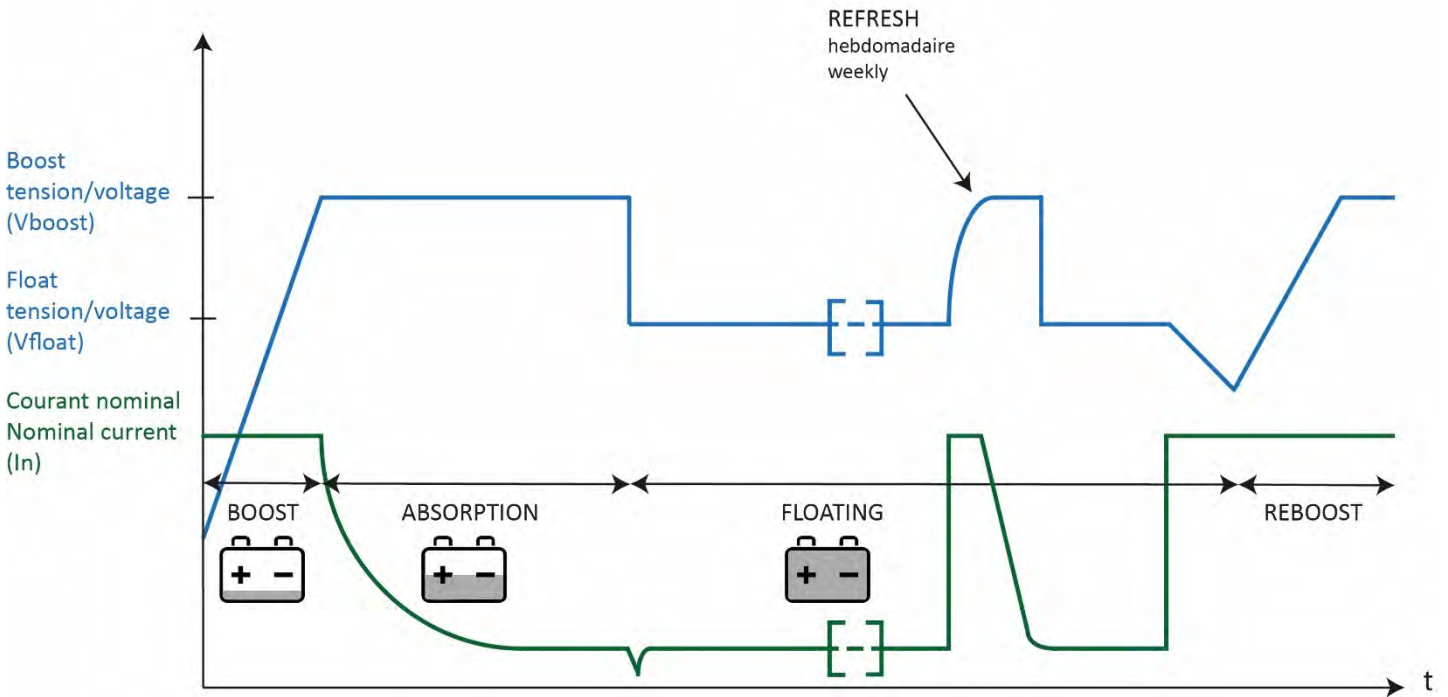 REFRESH
hebdomadaire
weekly
Boost
tension/voltage
(Vboost)
Float
tension/voltage
(Vfloat)
Courant nominal
Nominal current
(In)
BOOST
ABSORPTION
FLOATING
REBOOST
+ −
+ −
+ −
t